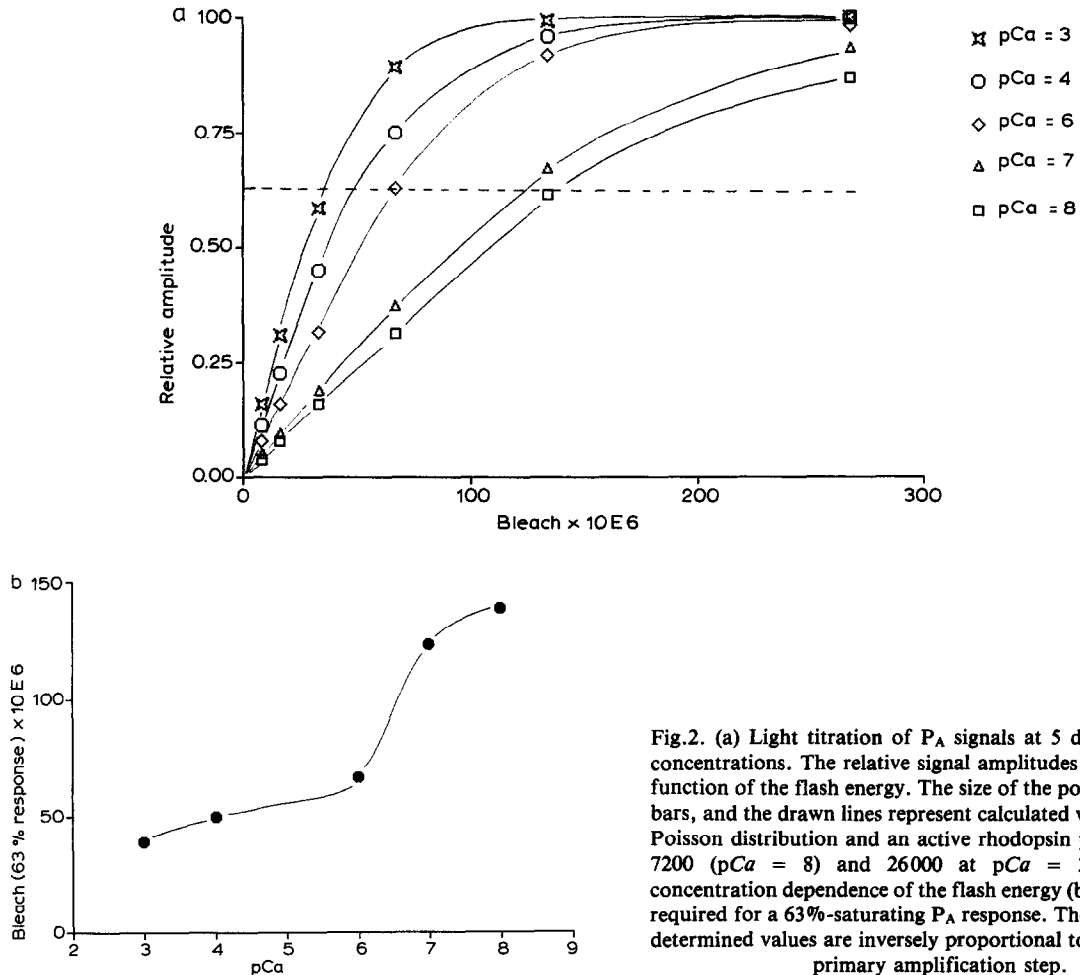 a
100
0.75
0.50
0.25
0.00
Relative amplitude
0 100 200 300
Bleach x 10E6
pCa = 3
pCa = 4
pCa = 6
pCa = 7
pCa = 8
b
150
100
50
0
Bleach (63 % response) x 10E6
2 3 4 5 6 7 8 9
pCa
Fig.2. (a) Light titration of PA signals at 5 d
concentrations. The relative signal amplitudes
function of the flash energy. The size of the po
bars, and the drawn lines represent calculated v
Poisson distribution and an active rhodopsin
7200 (pCa = 8) and 26000 at pCa =
concentration dependence of the flash energy (b
required for a 63%-saturating PA response. The
determined values are inversely proportional to
primary amplification step.